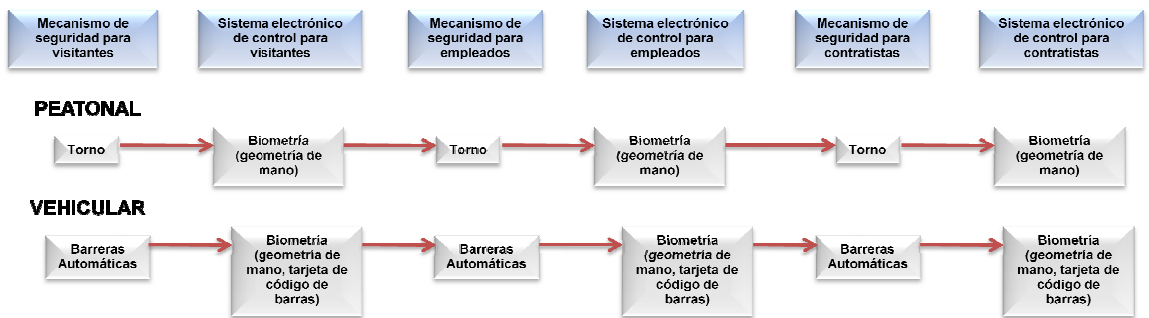 Mecanismo de
seguridad para
visitantes
Sistema electrónico
de control para
visitantes
Mecanismo de
seguridad para
empleados
Sistema electrónico
de control para
empleados
Mecanismo de
seguridad para
contratistas
Sistema electrónico
de control para
contratistas
PEATONAL
Torno
Biometría
(geometría de
mano)
Torno
Biometría
(geometría de
mano)
Torno
Biometría
(geometría de
mano)
VEHICULAR
Barreras
Automáticas
Biometría
(geometría de
mano, tarjeta de
código de
barras)
Barreras
Automáticas
Biometría
(geometría de
mano, tarjeta de
código de
barras)
Barreras
Automáticas
Biometría
(geometría de
mano, tarjeta de
código de
barras)